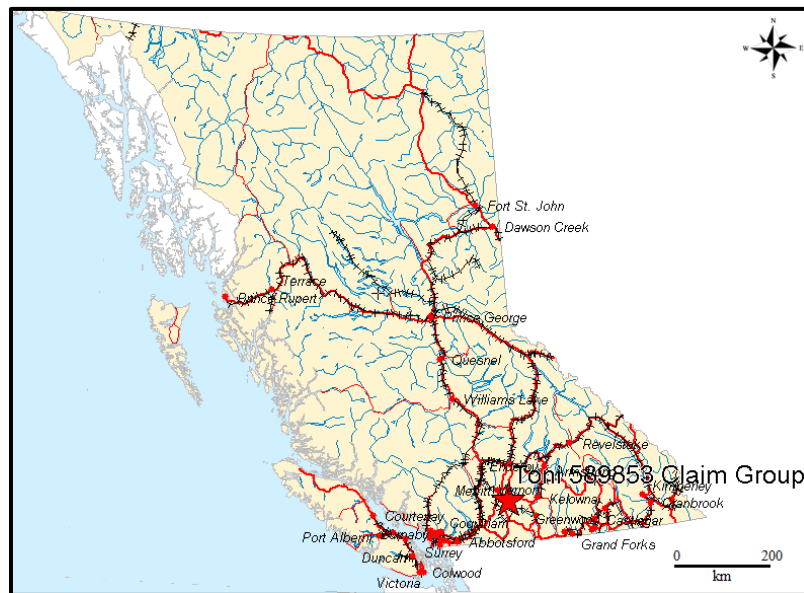 N
W
E
S
Fort St. John
Dawson Creek
Terrace
Prince Rupert
Prince George
Quesnel
Williams Lake
Revelstoke
Toni 589853 Claim Group
Kimberley
Merritt
Vernon
Kelowna
Cranbrook
Courtenay
Coquitlam
Greenwood
Castlegar
Port Alberni
Burnaby
Abbotsford
Surrey
Grand Forks
Duncan
Colwood
Victoria
0 200
km